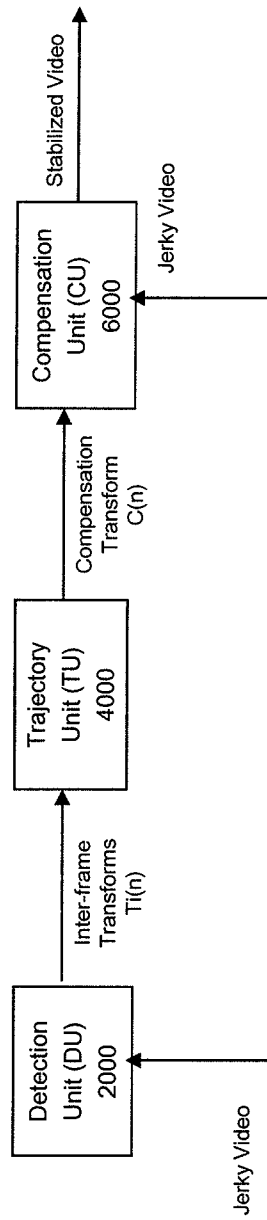 Jerky Video
Detection
Unit (DU)
2000
Inter-frame
Transforms
Ti(n)
Trajectory
Unit (TU)
4000
Compensation
Transform
C(n)
Compensation
Unit (CU)
6000
Jerky Video
Stabilized Video